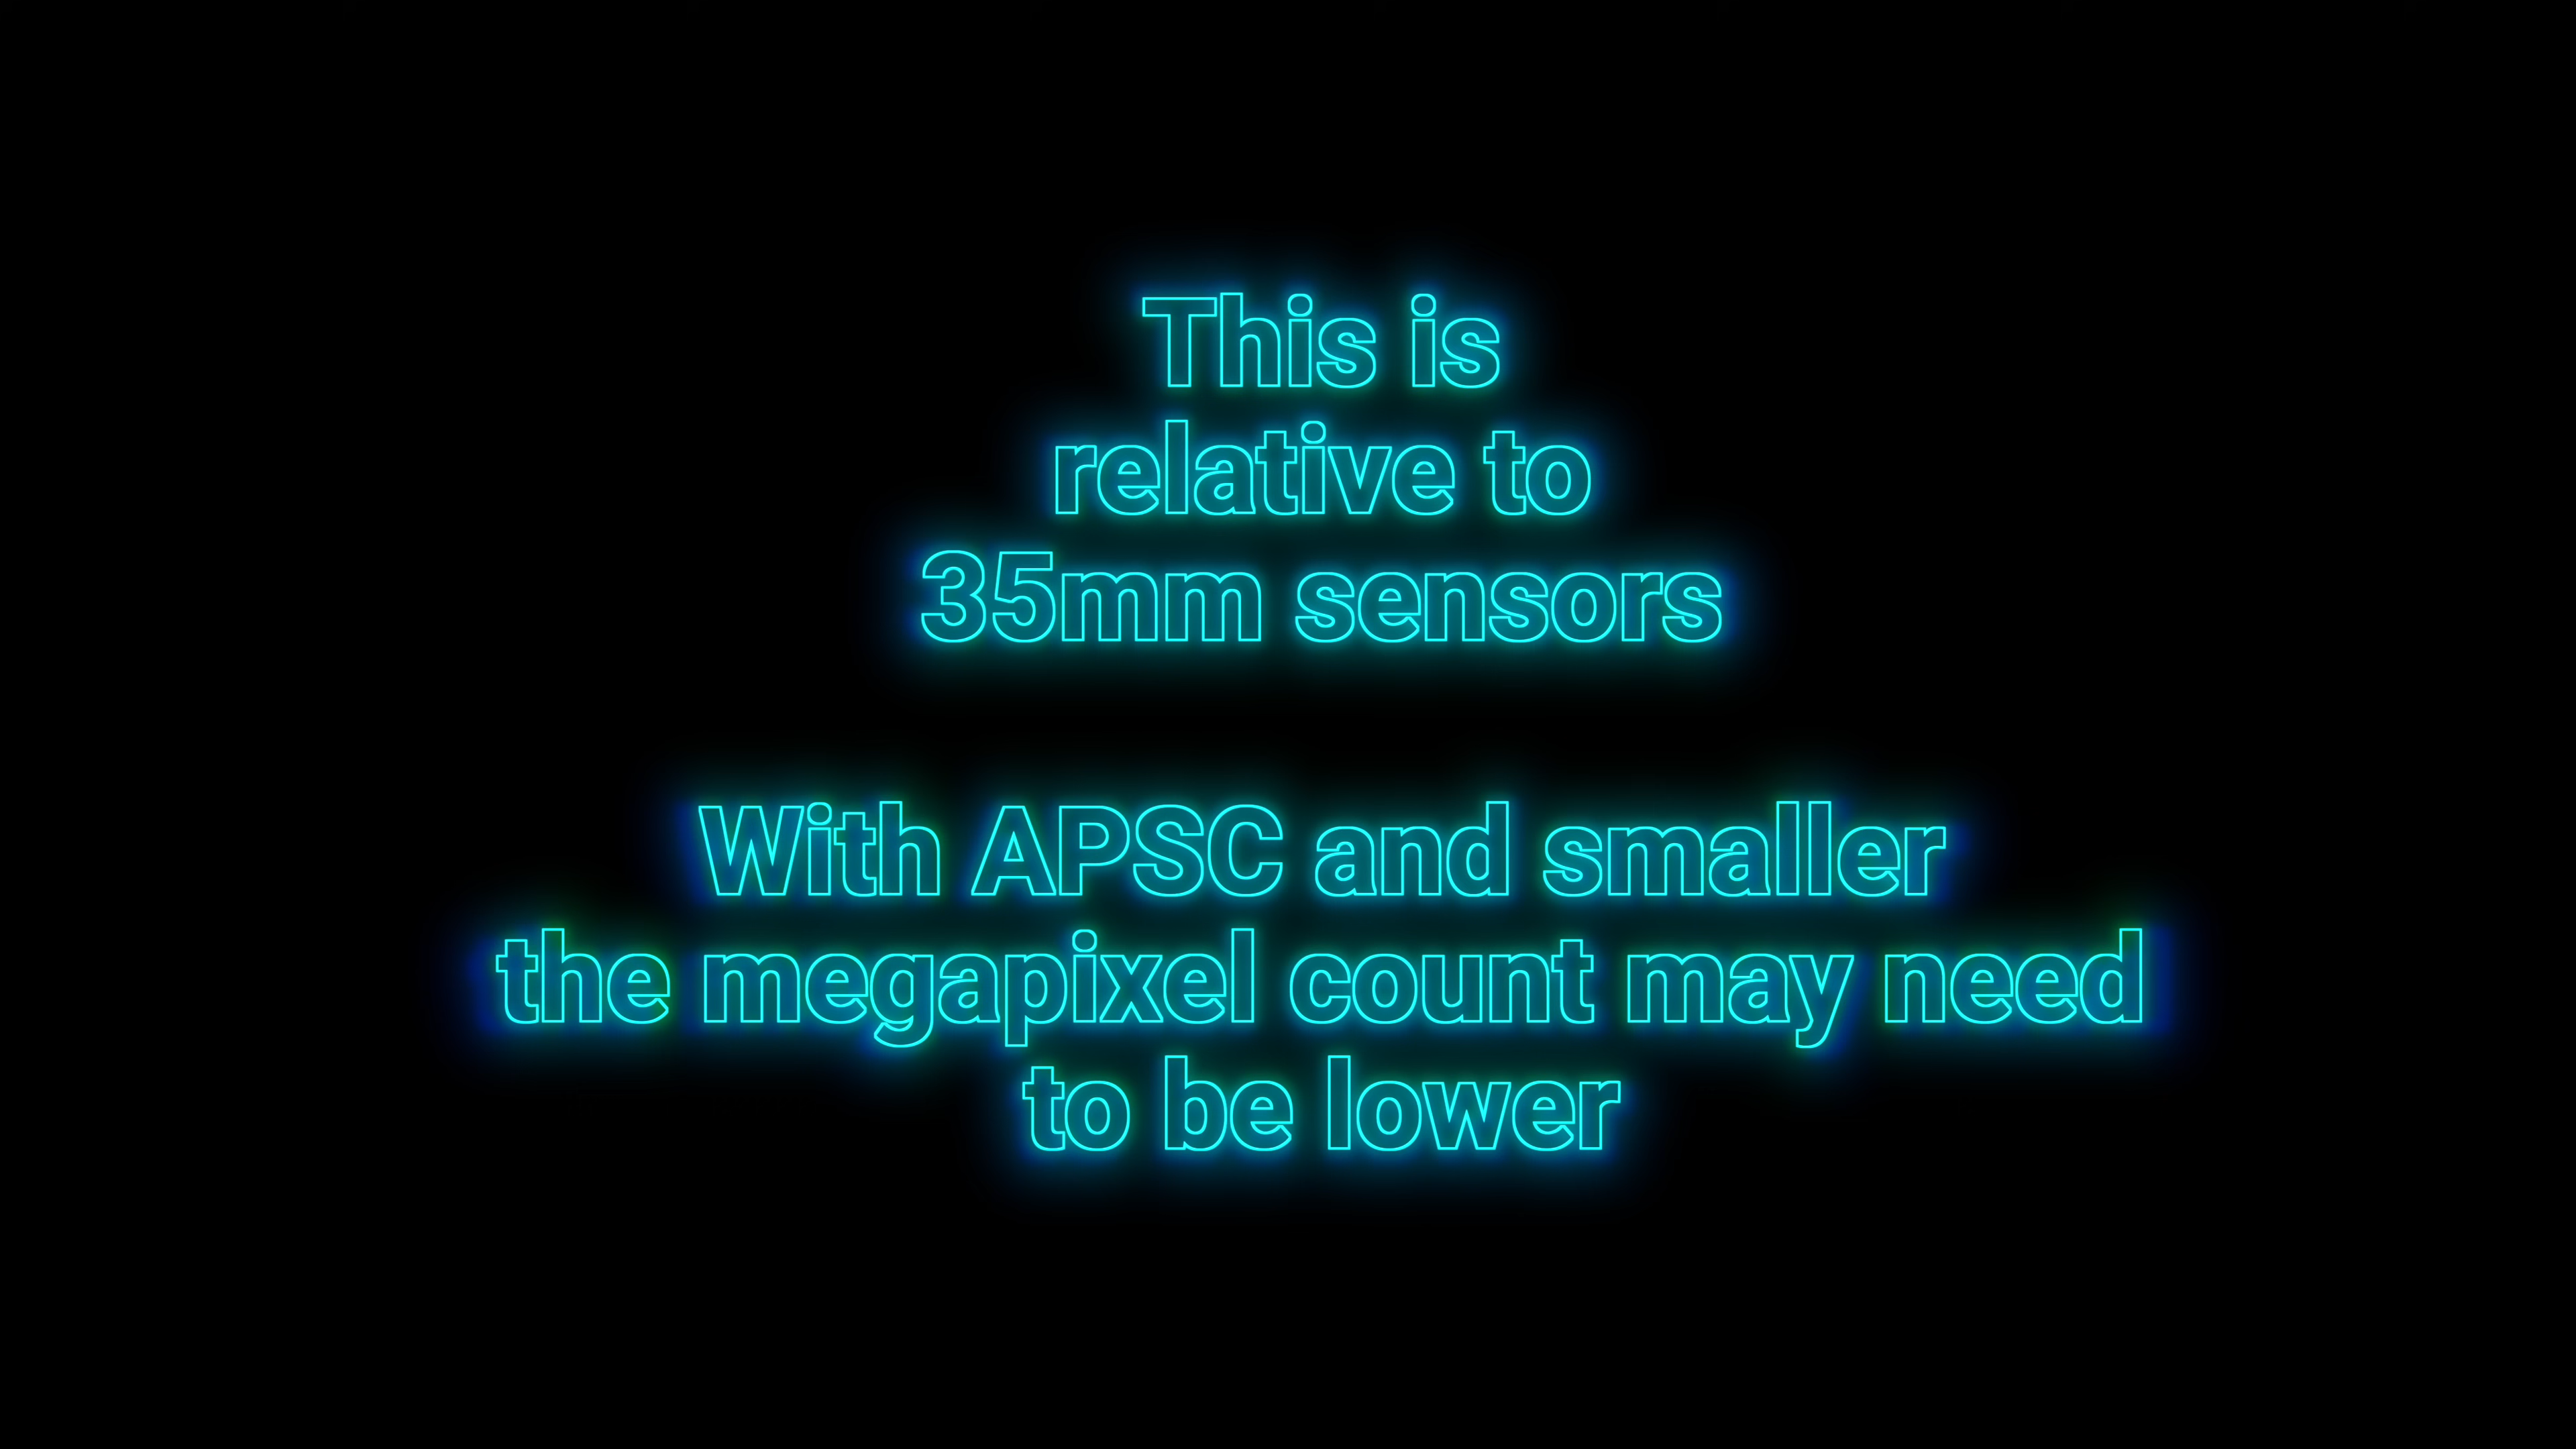 This is
relative to
35mm sensors
With APSC and smaller
the megapixel count may need
to be lower